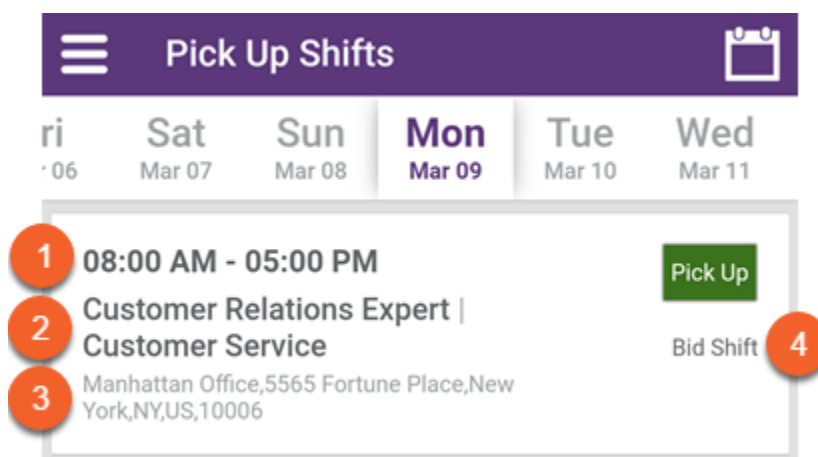 Pick Up Shifts
ri Sat Sun Mon Tue Wed
06 Mar 07 Mar 08 Mar 09 Mar 10 Mar 11
1 08:00 AM - 05:00 PM
Pick Up
2 Customer Relations Expert |
Customer Service
Bid Shift 4
3 Manhattan Office,5565 Fortune Place,New
York,NY,US,10006